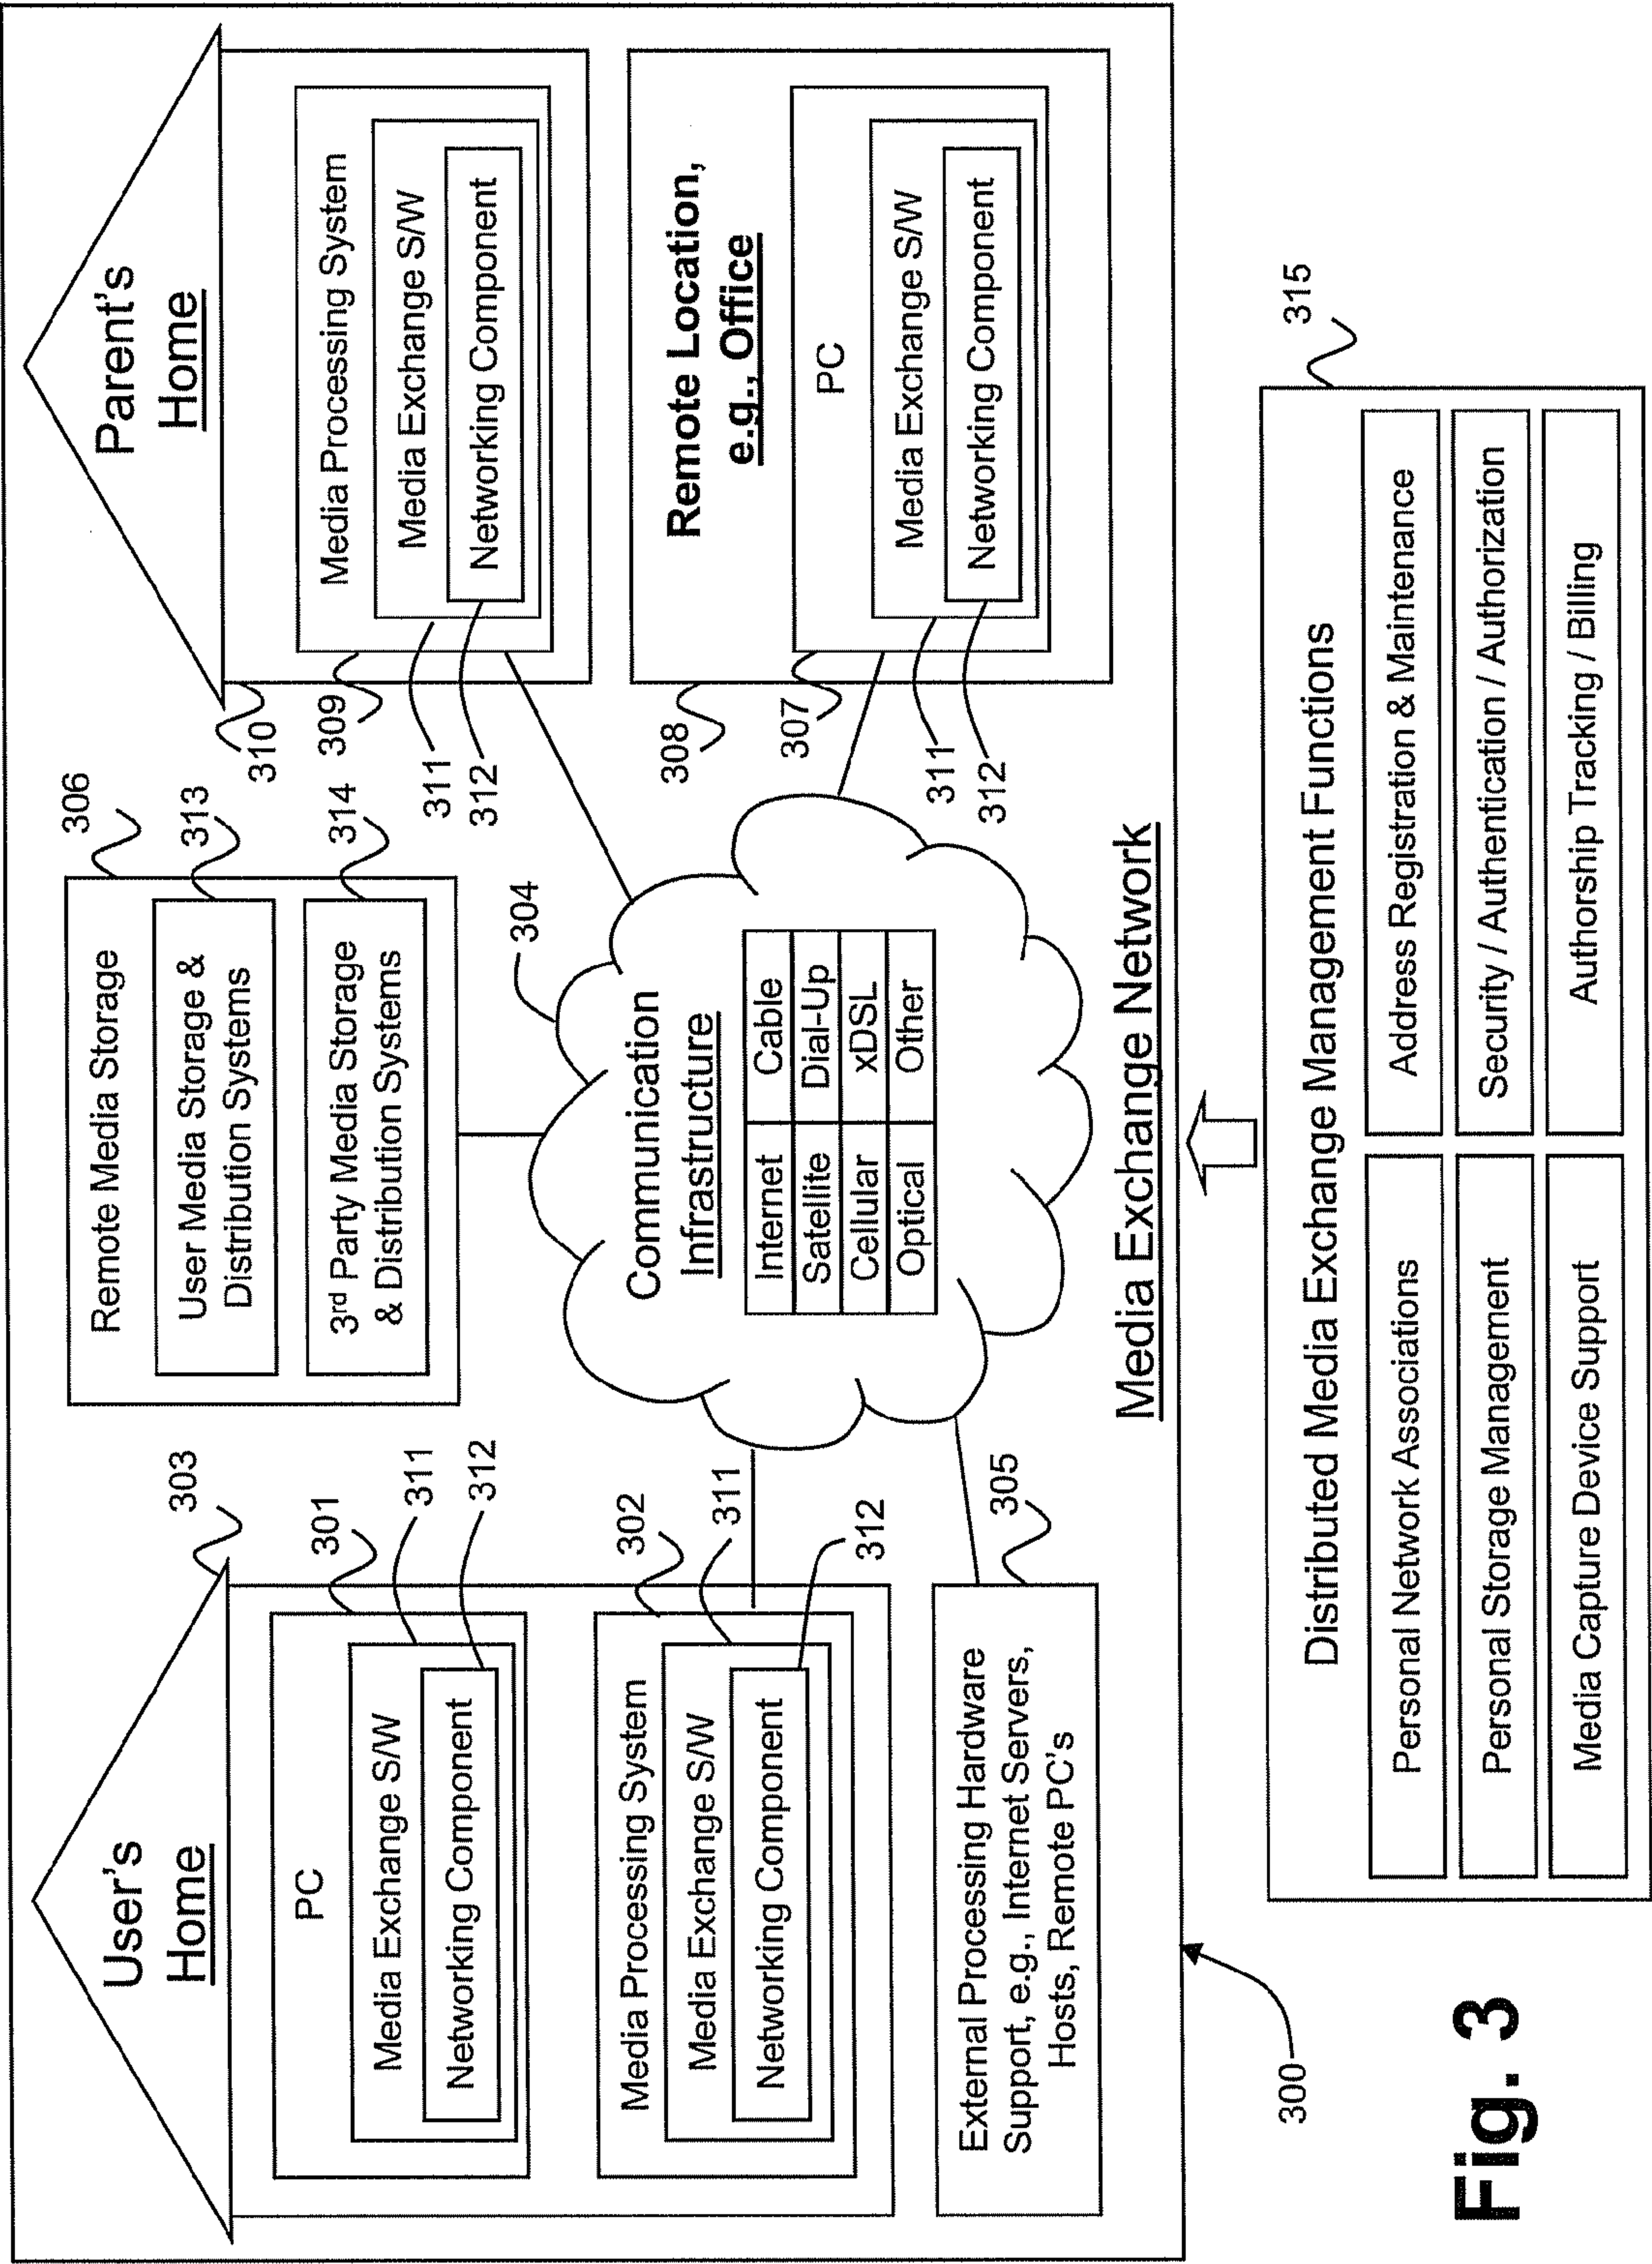 User's
Home
303
PC
301
Media Exchange S/W
311
Networking Component
312
Media Processing System
302
Media Exchange S/W
311
Networking Component
312
External Processing Hardware
Support, e.g., Internet Servers,
Hosts, Remote PC's
305
Remote Media Storage
306
User Media Storage &
Distribution Systems
313
3rd Party Media Storage
& Distribution Systems
314
304
Communication
Infrastructure
Internet Cable
Satellite Dial-Up
Cellular xDSL
Optical Other
Parent's
Home
310
Media Processing System
309
Media Exchange S/W
311
Networking Component
312
Remote Location,
e.g., Office
308
PC
307
Media Exchange S/W
311
Networking Component
312
Media Exchange Network
300
Distributed Media Exchange Management Functions
315
Personal Network Associations
Address Registration & Maintenance
Personal Storage Management
Security / Authentication / Authorization
Media Capture Device Support
Authorship Tracking / Billing
Fig. 3